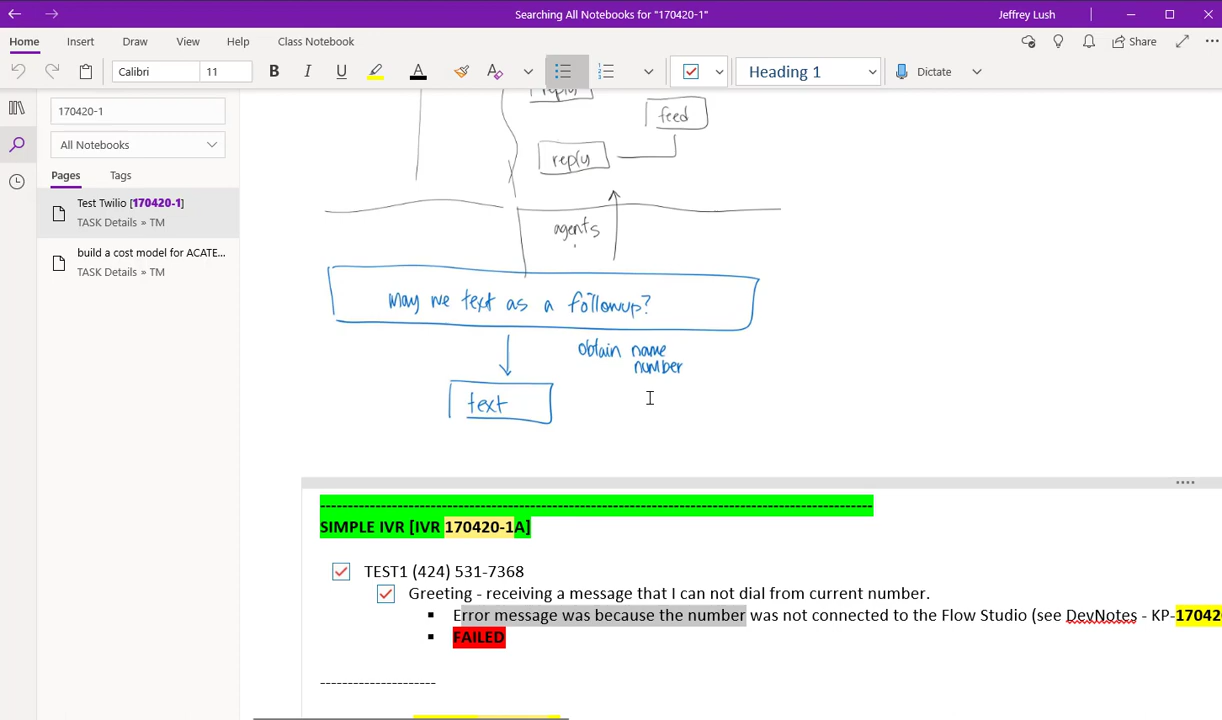 Searching All Notebooks for "170420-1"
Jeffrey Lush
Home Insert Draw View Help Class Notebook
Share
Calibri 11 B I U A A Heading 1 Dictate
170420-1
All Notebooks
Pages Tags
Test Twilio [170420-1]
TASK Details » TM
build a cost model for ACATE...
TASK Details » TM
reply
feed
reply
agents
May we text as a followup?
obtain name
number
text
--------------------------------------------------------------------------------------------
SIMPLE IVR [IVR 170420-1A]
TEST1 (424) 531-7368
Greeting - receiving a message that I can not dial from current number.
▪ Error message was because the number was not connected to the Flow Studio (see DevNotes - KP-17042
▪ FAILED
-------------------